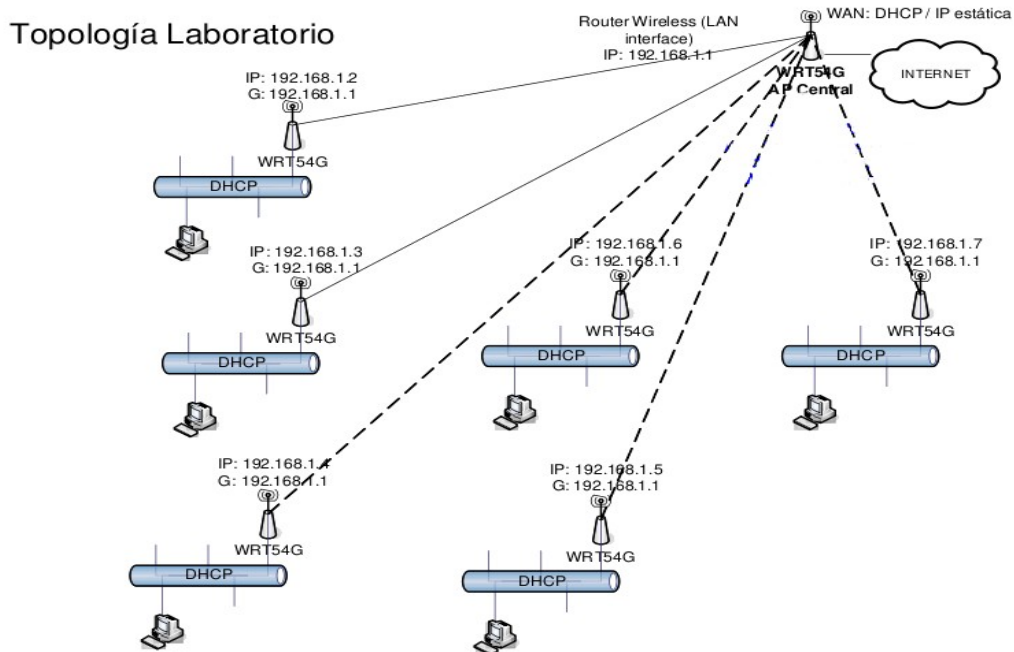 Topología Laboratorio
Router Wireless (LAN
interface)
IP: 192.168.1.1
WAN: DHCP / IP estática
WRT54G
AP Central
INTERNET
IP: 192.168.1.2
G: 192.168.1.1
WRT54G
DHCP
IP: 192.168.1.3
G: 192.168.1.1
WRT54G
DHCP
IP: 192.168.1.6
G: 192.168.1.1
WRT54G
DHCP
IP: 192.168.1.7
G: 192.168.1.1
WRT54G
DHCP
IP: 192.168.1.4
G: 192.168.1.1
WRT54G
DHCP
IP: 192.168.1.5
G: 192.168.1.1
WRT54G
DHCP